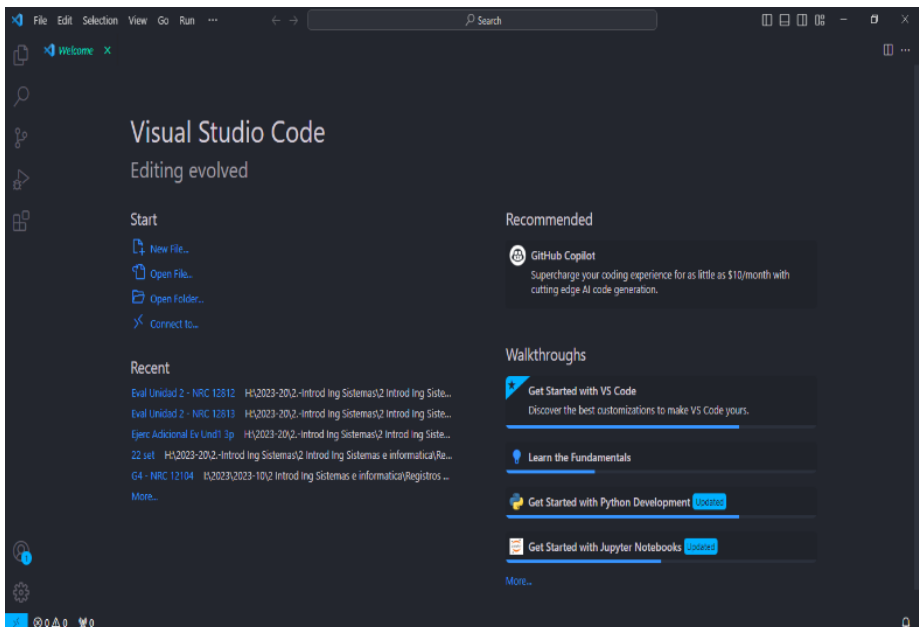 File Edit Selection View Go Run ··· Search
Welcome
Visual Studio Code
Editing evolved
Start
New File...
Open File...
Open Folder...
Connect to...
Recent
Eval Unidad 2 - NRC 12812 H:\2023-20\2.-Introd Ing Sistemas\2 Introd Ing Siste...
Eval Unidad 2 - NRC 12813 H:\2023-20\2.-Introd Ing Sistemas\2 Introd Ing Siste...
Ejerc Adicional Ev Und1 3p H:\2023-20\2.-Introd Ing Sistemas\2 Introd Ing Siste...
22 set H:\2023-20\2.-Introd Ing Sistemas\2 Introd Ing Sistemas e informatica\Re...
G4 - NRC 12104 I:\2023\2023-10\2 Introd Ing Sistemas e informatica\Registros ...
More...
Recommended
GitHub Copilot
Supercharge your coding experience for as little as $10/month with
cutting edge AI code generation.
Walkthroughs
Get Started with VS Code
Discover the best customizations to make VS Code yours.
Learn the Fundamentals
Get Started with Python Development Updated
Get Started with Jupyter Notebooks Updated
More...
1
0 0 0